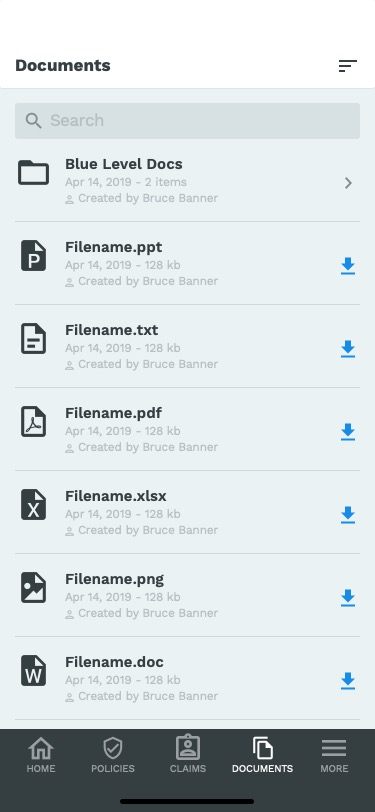 Documents
Search
Blue Level Docs
Apr 14, 2019 - 2 items
Created by Bruce Banner
P
Filename.ppt
Apr 14, 2019 - 128 kb
Created by Bruce Banner
Filename.txt
Apr 14, 2019 - 128 kb
Created by Bruce Banner
Filename.pdf
Apr 14, 2019 - 128 kb
Created by Bruce Banner
X
Filename.xlsx
Apr 14, 2019 - 128 kb
Created by Bruce Banner
Filename.png
Apr 14, 2019 - 128 kb
Created by Bruce Banner
W
Filename.doc
Apr 14, 2019 - 128 kb
Created by Bruce Banner
HOME POLICIES CLAIMS DOCUMENTS MORE